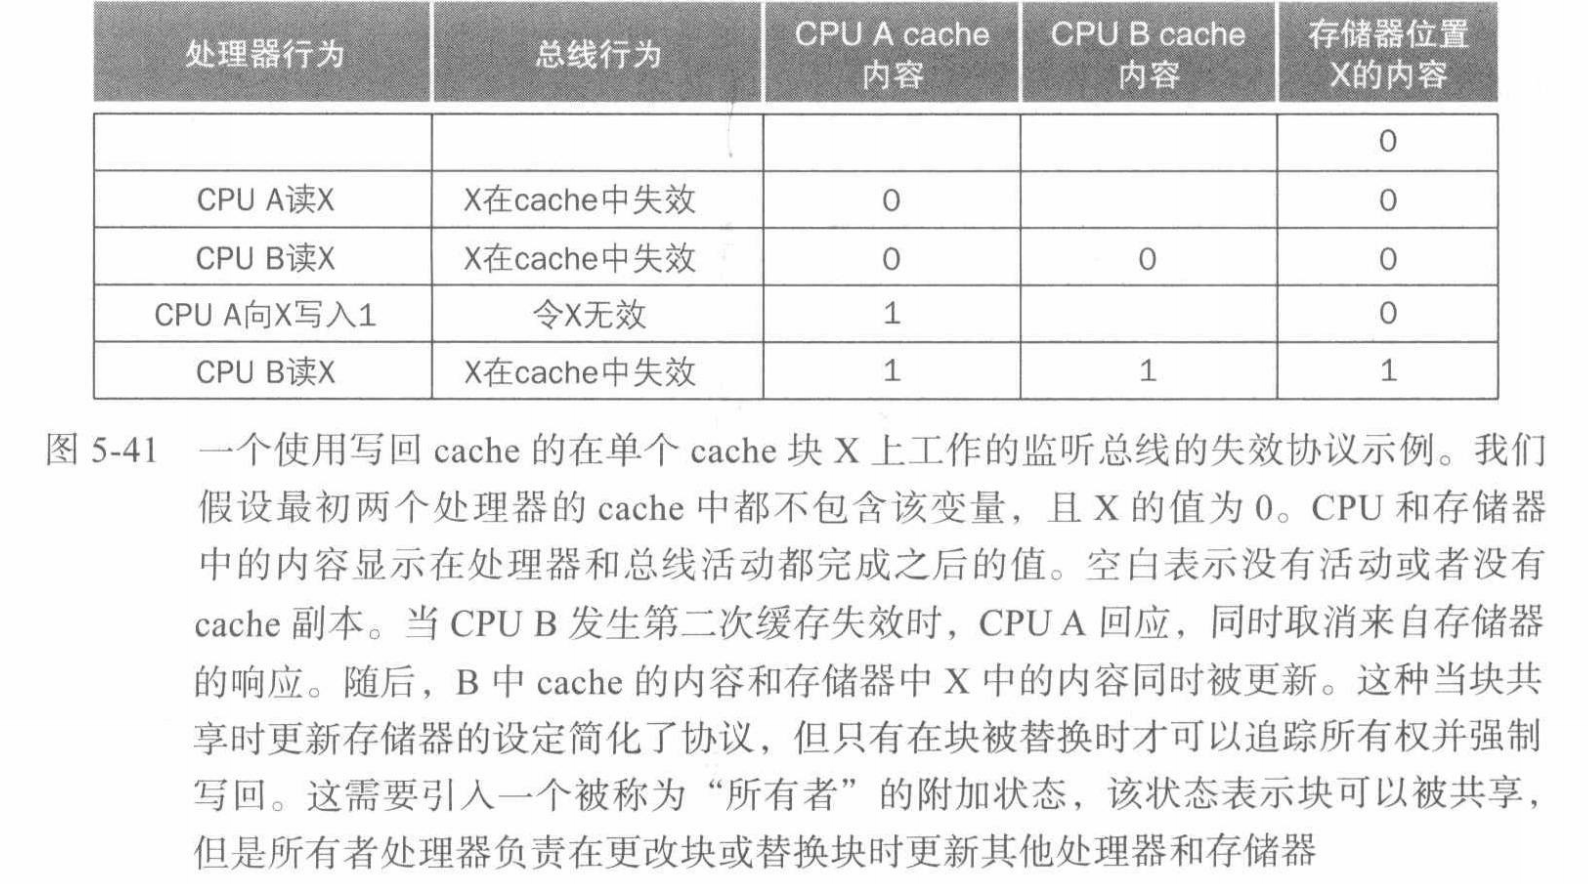 处理器行为 总线行为 CPU A cache内容 CPU B cache内容 存储器位置X的内容
0
CPU A读X X在cache中失效 0 0
CPU B读X X在cache中失效 0 0 0
CPU A向X写入1 令X无效 1 0
CPU B读X X在cache中失效 1 1 1
图 5-41 一个使用写回 cache 的在单个 cache 块 X 上工作的监听总线的失效协议示例。我们
假设最初两个处理器的 cache 中都不包含该变量，且 X 的值为 0。CPU 和存储器
中的内容显示在处理器和总线活动都完成之后的值。空白表示没有活动或者没有
cache 副本。当 CPU B 发生第二次缓存失效时，CPU A 回应，同时取消来自存储器
的响应。随后，B 中 cache 的内容和存储器中 X 中的内容同时被更新。这种当块共
享时更新存储器的设定简化了协议，但只有在块被替换时才可以追踪所有权并强制
写回。这需要引入一个被称为“所有者”的附加状态，该状态表示块可以被共享，
但是所有者处理器负责在更改块或替换块时更新其他处理器和存储器